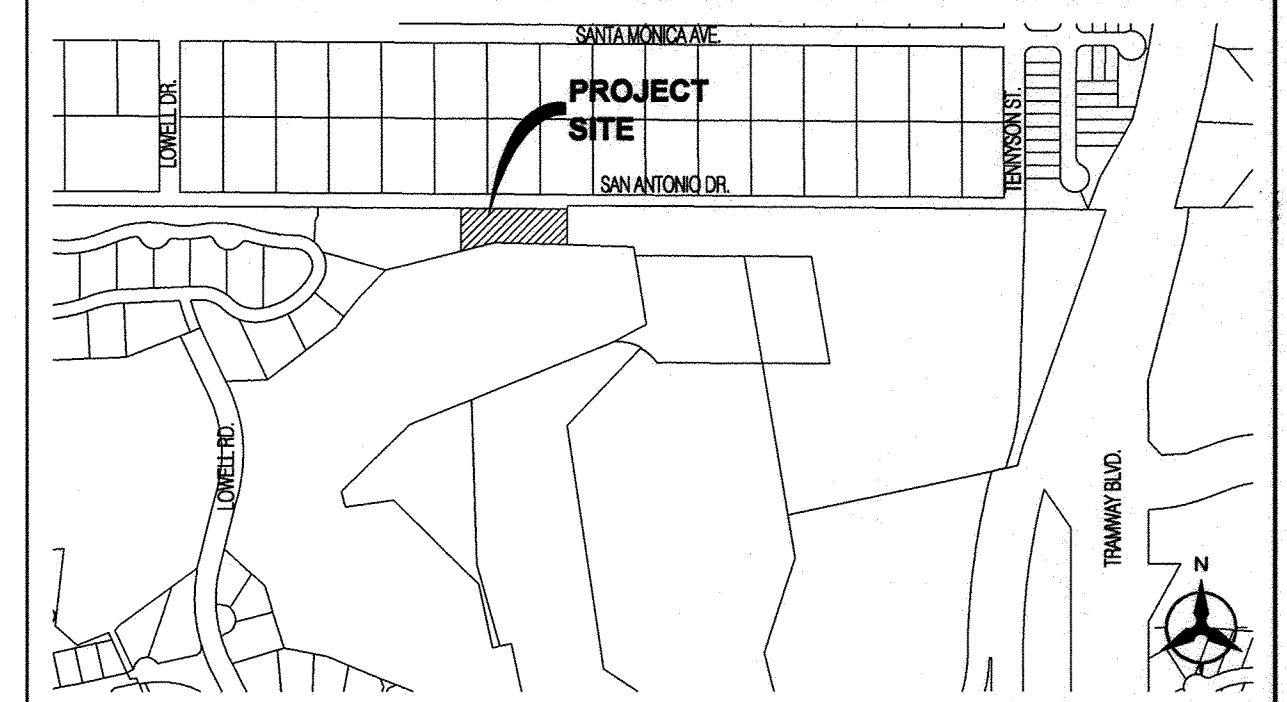 SANTA MONICA AVE.
LOWELL DR.
PROJECT
SITE
TENNYSON ST.
SAN ANTONIO DR.
LOWELL RD.
TRAMWAY BLVD.
N